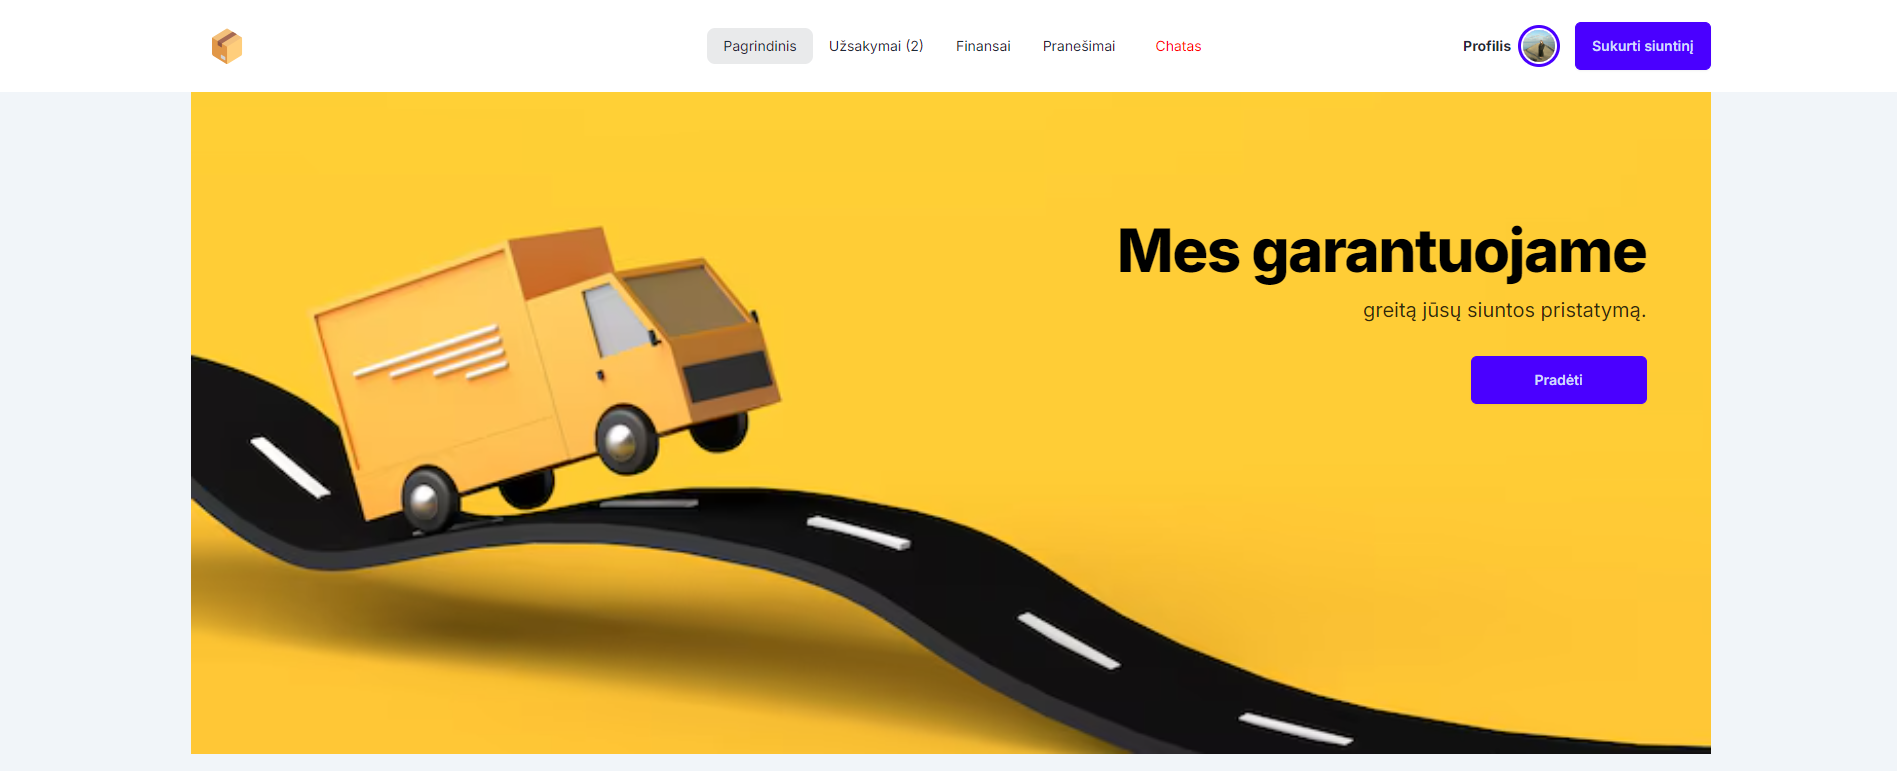 Pagrindinis Užsakymai (2) Finansai Pranešimai Chatas Profilis Sukurti siuntinį
Mes garantuojame
greitą jūsų siuntos pristatymą.
Pradėti